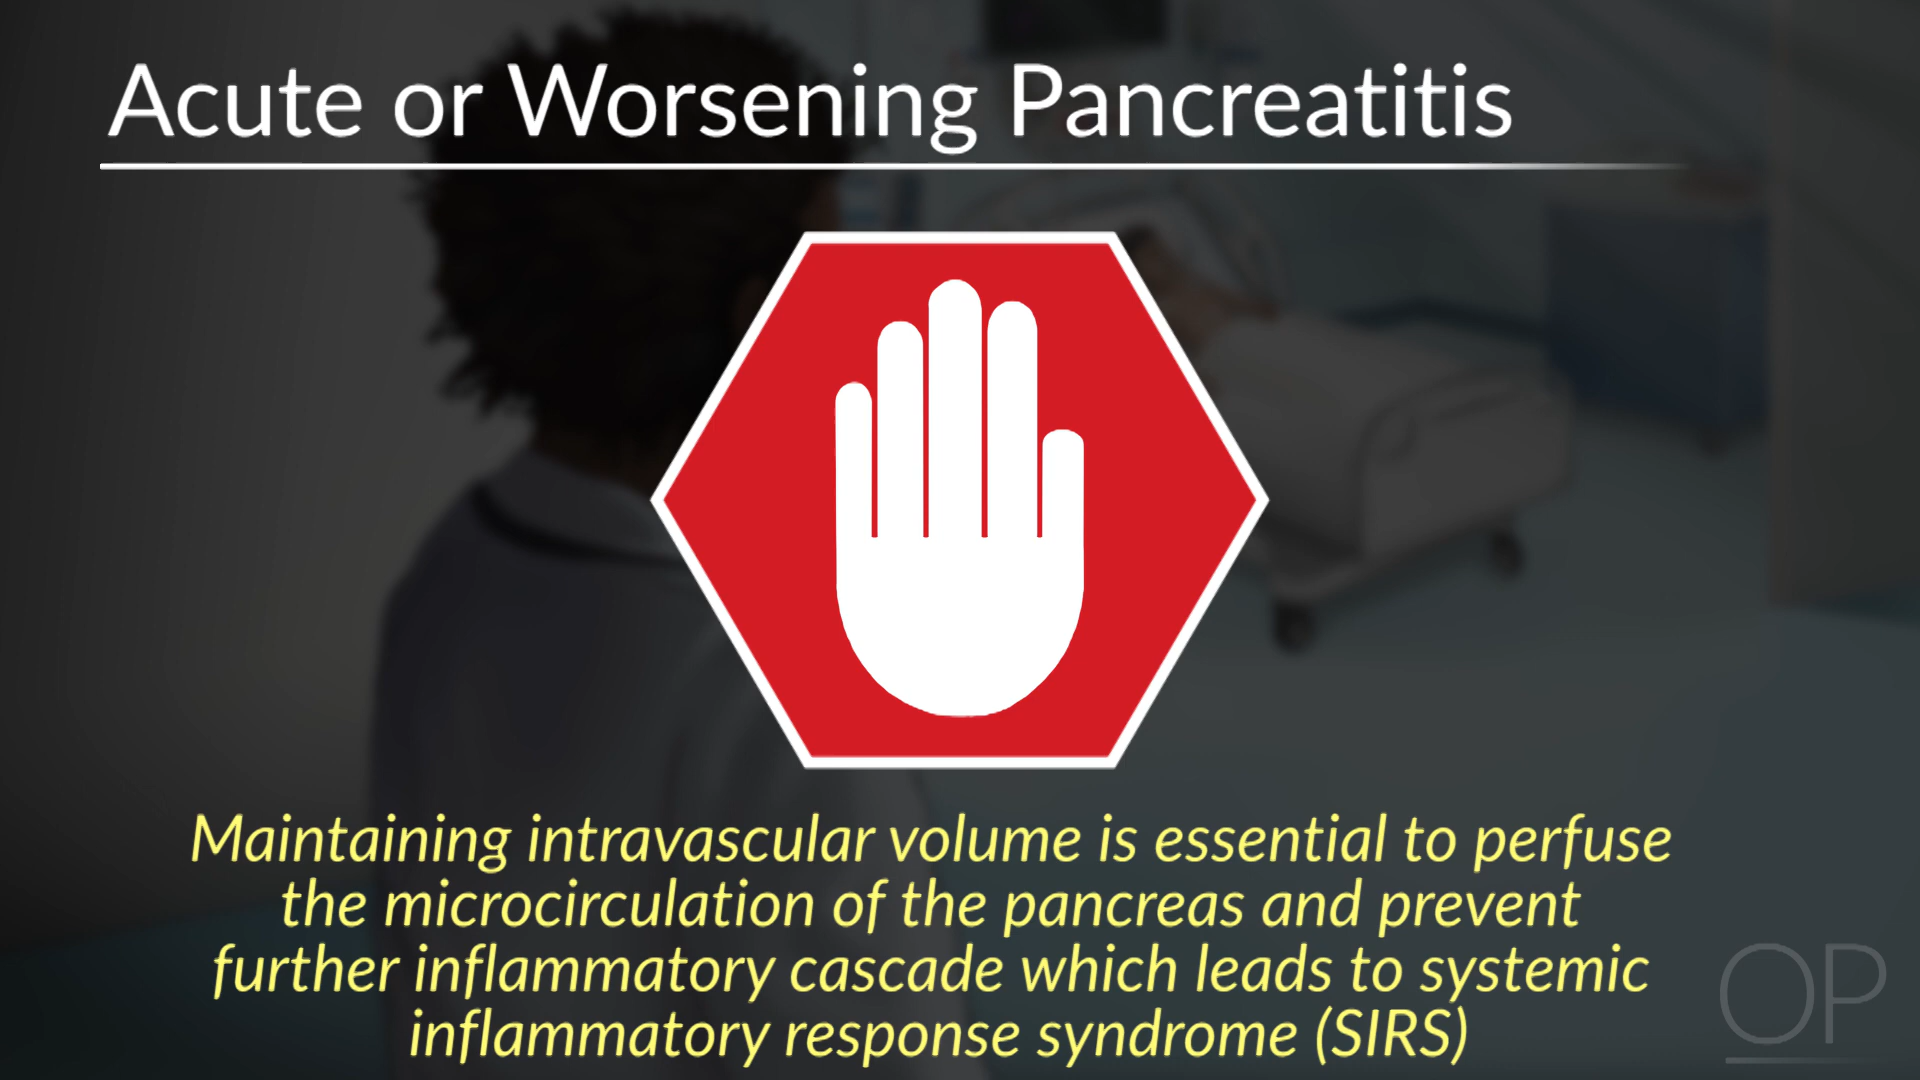 Acute or Worsening Pancreatitis
Maintaining intravascular volume is essential to perfuse
the microcirculation of the pancreas and prevent
further inflammatory cascade which leads to systemic
inflammatory response syndrome (SIRS)
OP